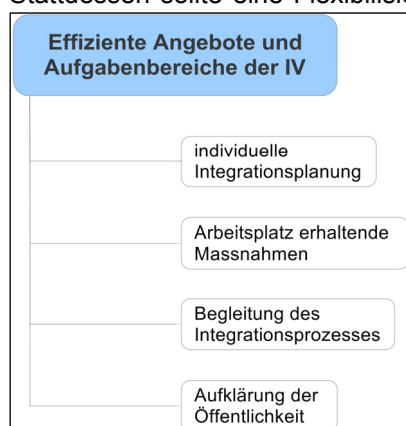 Stattdessen sollte eine Flexibilisie
Effiziente Angebote und
Aufgabenbereiche der IV
individuelle
Integrationsplanung
Arbeitsplatz erhaltende
Massnahmen
Begleitung des
Integrationsprozesses
Aufklärung der
Öffentlichkeit